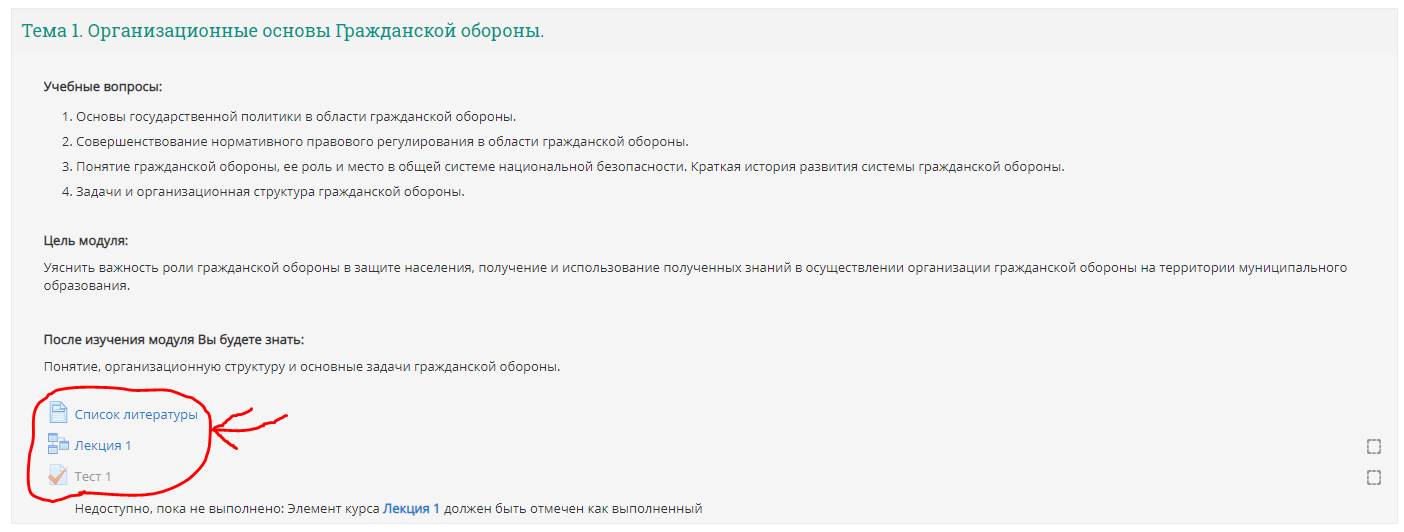 Тема 1. Организационные основы Гражданской обороны.
Учебные вопросы:
1. Основы государственной политики в области гражданской обороны.
2. Совершенствование нормативного правового регулирования в области гражданской обороны.
3. Понятие гражданской обороны, ее роль и место в общей системе национальной безопасности. Краткая история развития системы гражданской обороны.
4. Задачи и организационная структура гражданской обороны.
Цель модуля:
Уяснить важность роли гражданской обороны в защите населения, получение и использование полученных знаний в осуществлении организации гражданской обороны на территории муниципального
образования.
После изучения модуля Вы будете знать:
Понятие, организационную структуру и основные задачи гражданской обороны.
Список литературы
Лекция 1
Тест 1
Недоступно, пока не выполнено: Элемент курса Лекция 1 должен быть отмечен как выполненный